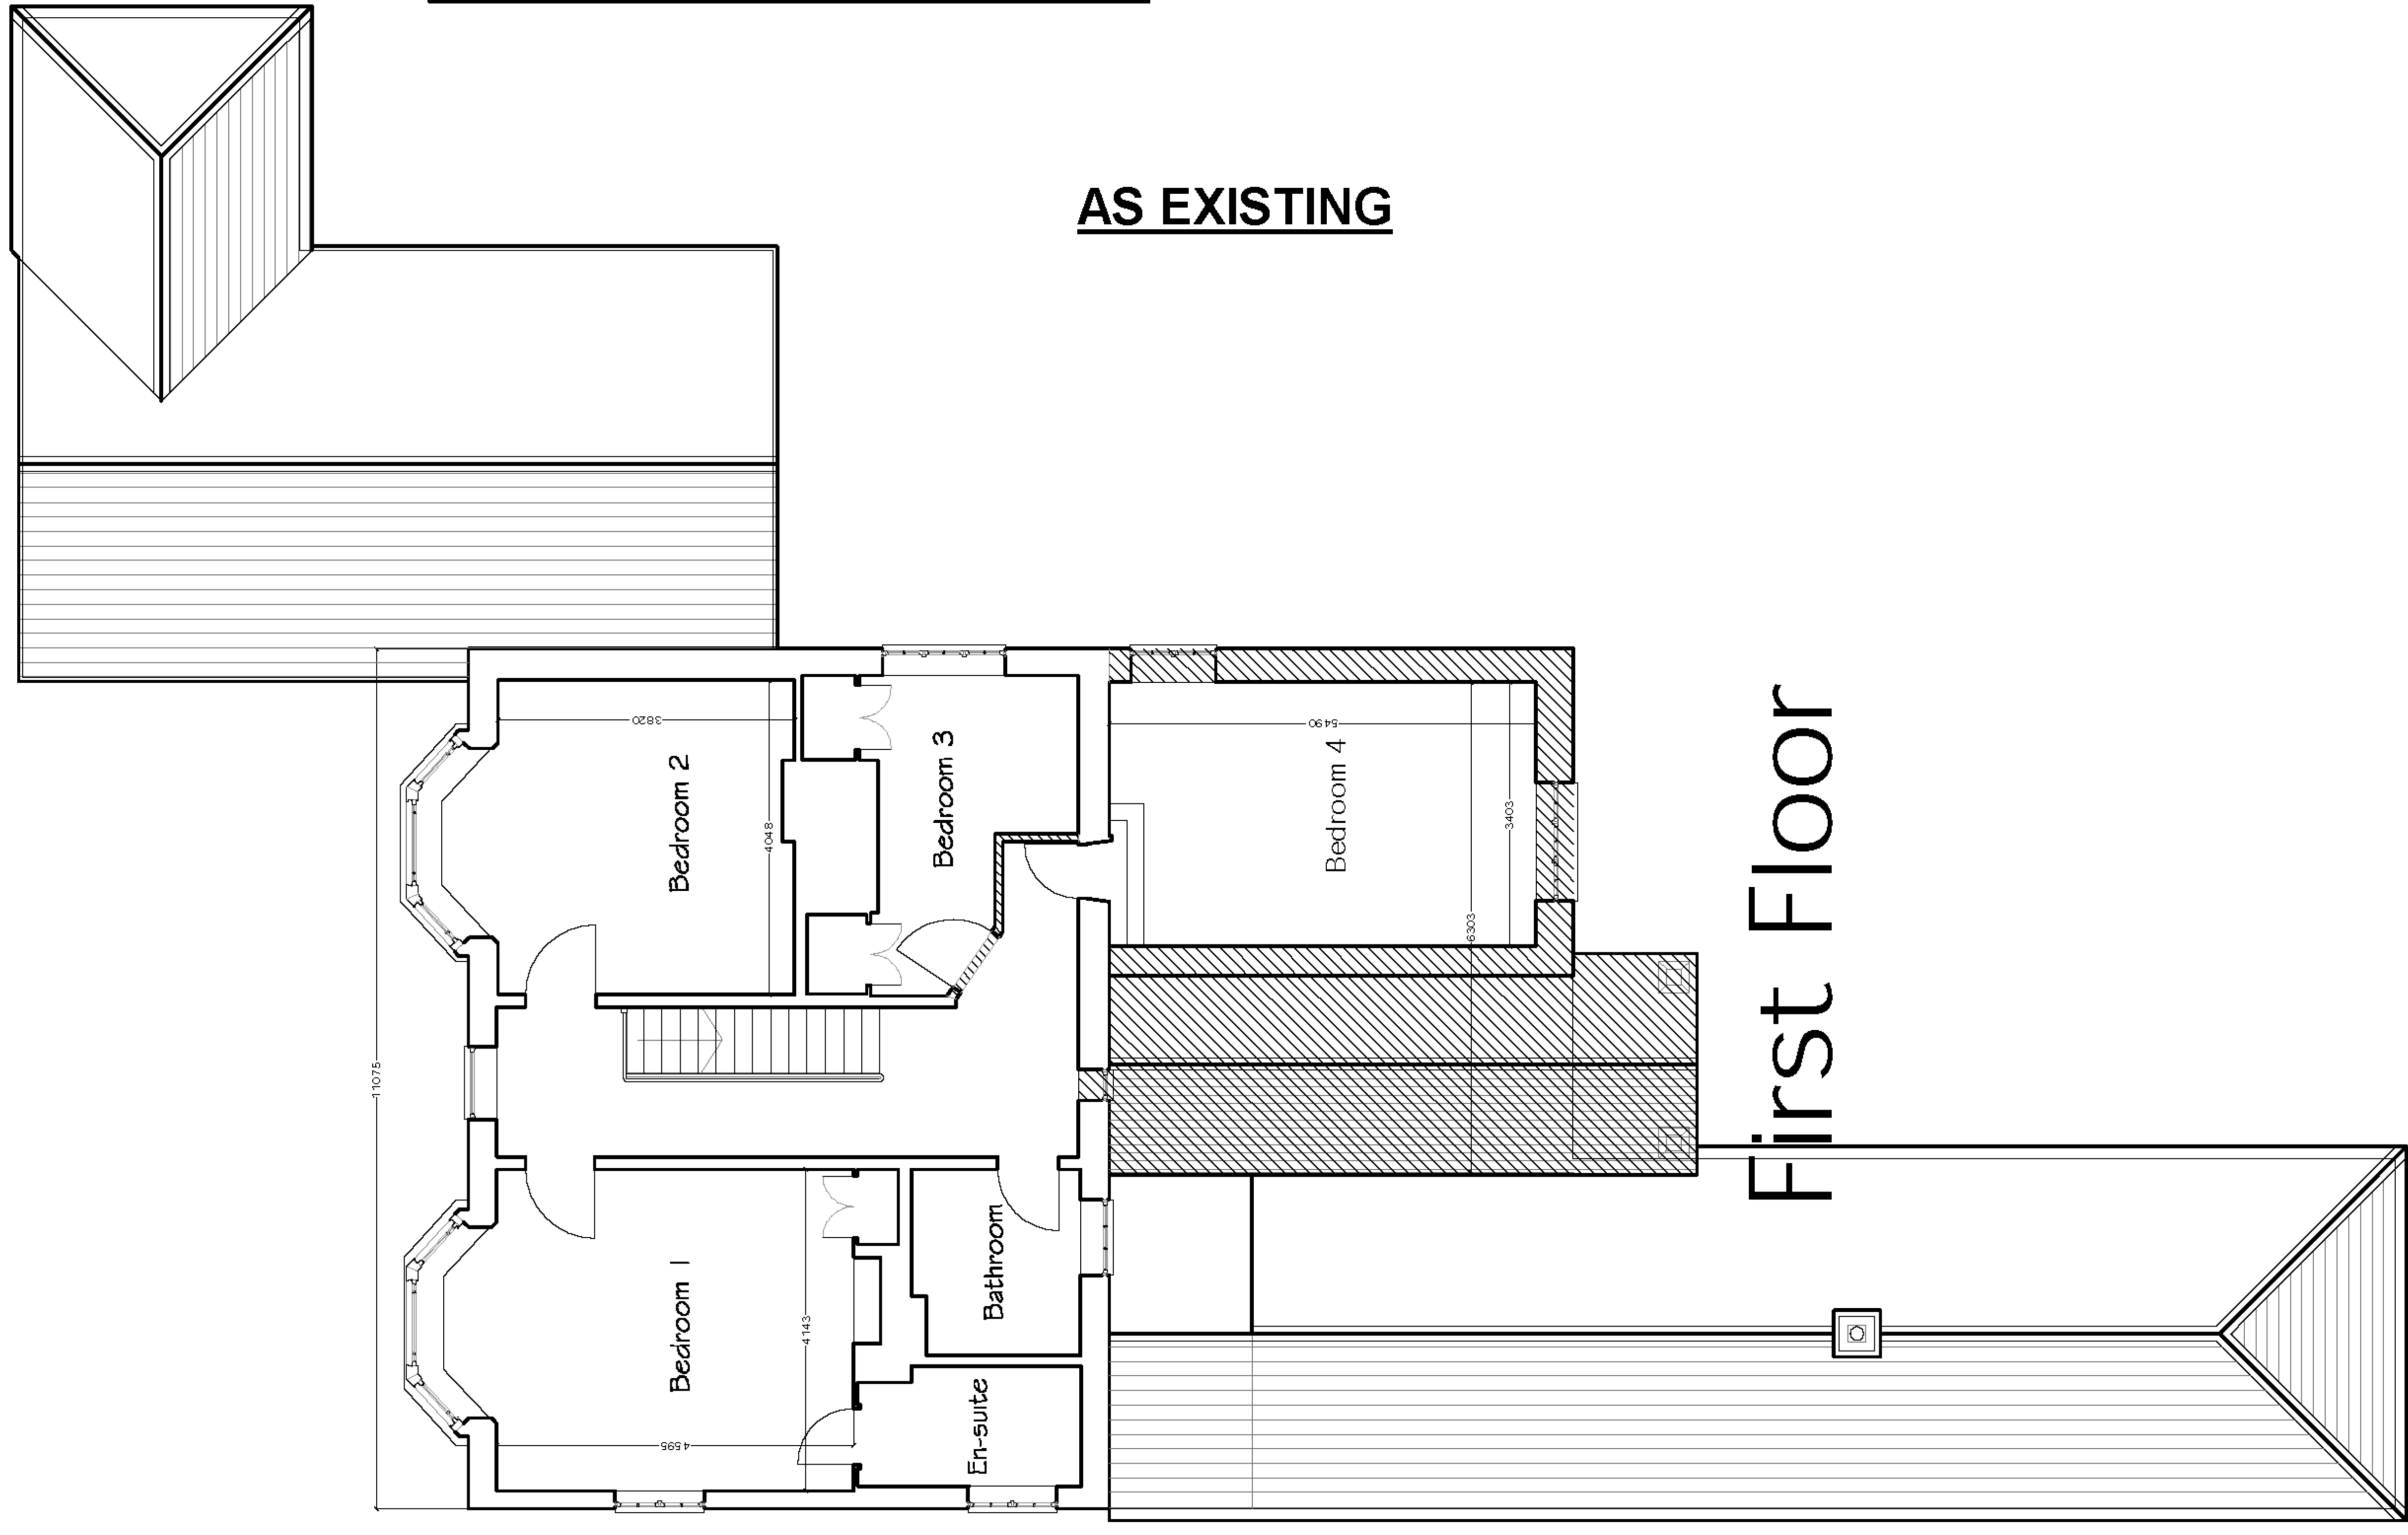 AS EXISTING
First Floor
Bedroom 1
Bedroom 2
Bedroom 3
Bedroom 4
Bathroom
En-suite
11075
3820
4048
5490
3403
6303
4143
4595